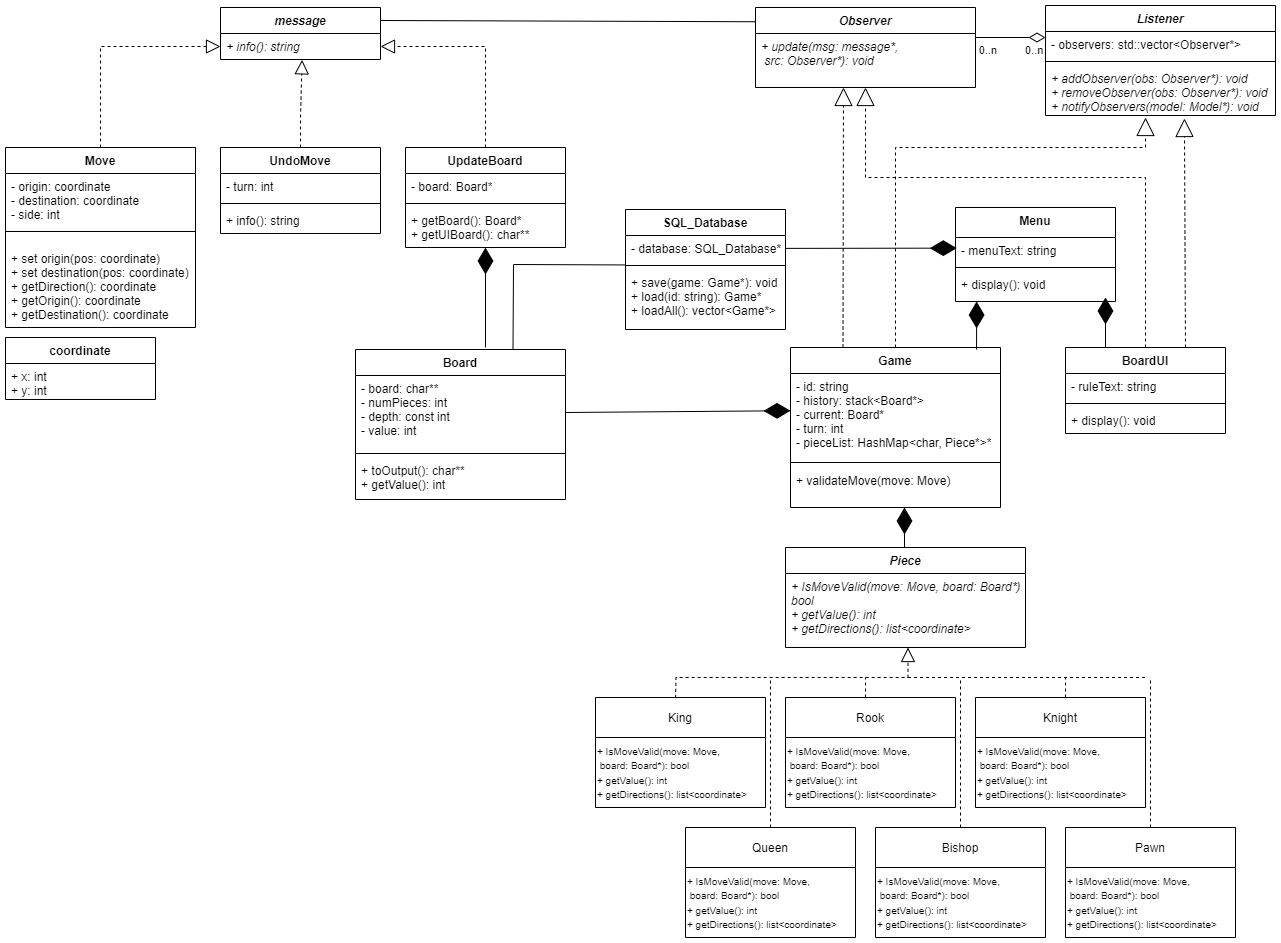 message
+ info(): string
Observer
+ update(msg: message*,
src: Observer*): void
0..n
0..n
Listener
- observers: std::vector<Observer*>
+ addObserver(obs: Observer*): void
+ removeObserver(obs: Observer*): void
+ notifyObservers(model: Model*): void
Move
- origin: coordinate
- destination: coordinate
- side: int
+ set origin(pos: coordinate)
+ set destination(pos: coordinate)
+ getDirection(): coordinate
+ getOrigin(): coordinate
+ getDestination(): coordinate
UndoMove
- turn: int
+ info(): string
UpdateBoard
- board: Board*
+ getBoard(): Board*
+ getUIBoard(): char**
SQL_Database
- database: SQL_Database*
+ save(game: Game*): void
+ load(id: string): Game*
+ loadAll(): vector<Game*>
Menu
- menuText: string
+ display(): void
coordinate
+ x: int
+ y: int
Board
- board: char**
- numPieces: int
- depth: const int
- value: int
+ toOutput(): char**
+ getValue(): int
Game
- id: string
- history: stack<Board*>
- current: Board*
- turn: int
- pieceList: HashMap<char, Piece*>*
+ validateMove(move: Move)
BoardUI
- ruleText: string
+ display(): void
Piece
+ IsMoveValid(move: Move, board: Board*)
bool
+ getValue(): int
+ getDirections(): list<coordinate>
King
+ IsMoveValid(move: Move,
board: Board*): bool
+ getValue(): int
+ getDirections(): list<coordinate>
Rook
+ IsMoveValid(move: Move,
board: Board*): bool
+ getValue(): int
+ getDirections(): list<coordinate>
Knight
+ IsMoveValid(move: Move,
board: Board*): bool
+ getValue(): int
+ getDirections(): list<coordinate>
Queen
+ IsMoveValid(move: Move,
board: Board*): bool
+ getValue(): int
+ getDirections(): list<coordinate>
Bishop
+ IsMoveValid(move: Move,
board: Board*): bool
+ getValue(): int
+ getDirections(): list<coordinate>
Pawn
+ IsMoveValid(move: Move,
board: Board*): bool
+ getValue(): int
+ getDirections(): list<coordinate>